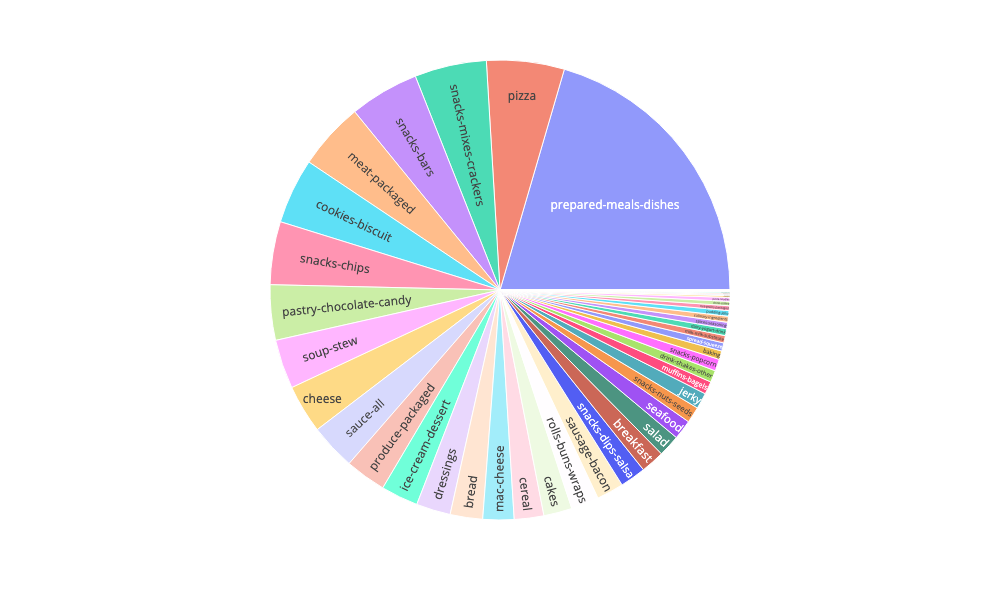 prepared-meals-dishes
pizza
snacks-mixes-crackers
snacks-bars
meat-packaged
cookies-biscuit
snacks-chips
pastry-chocolate-candy
soup-stew
cheese
sauce-all
produce-packaged
ice-cream-dessert
dressings
bread
mac-cheese
cereal
cakes
rolls-buns-wraps
sausage-bacon
snacks-dips-salsa
breakfast
salad
seafood
snacks-nuts-seeds
jerky
muffins-bagels
drink-shakes-other
snacks-popcorn
baking